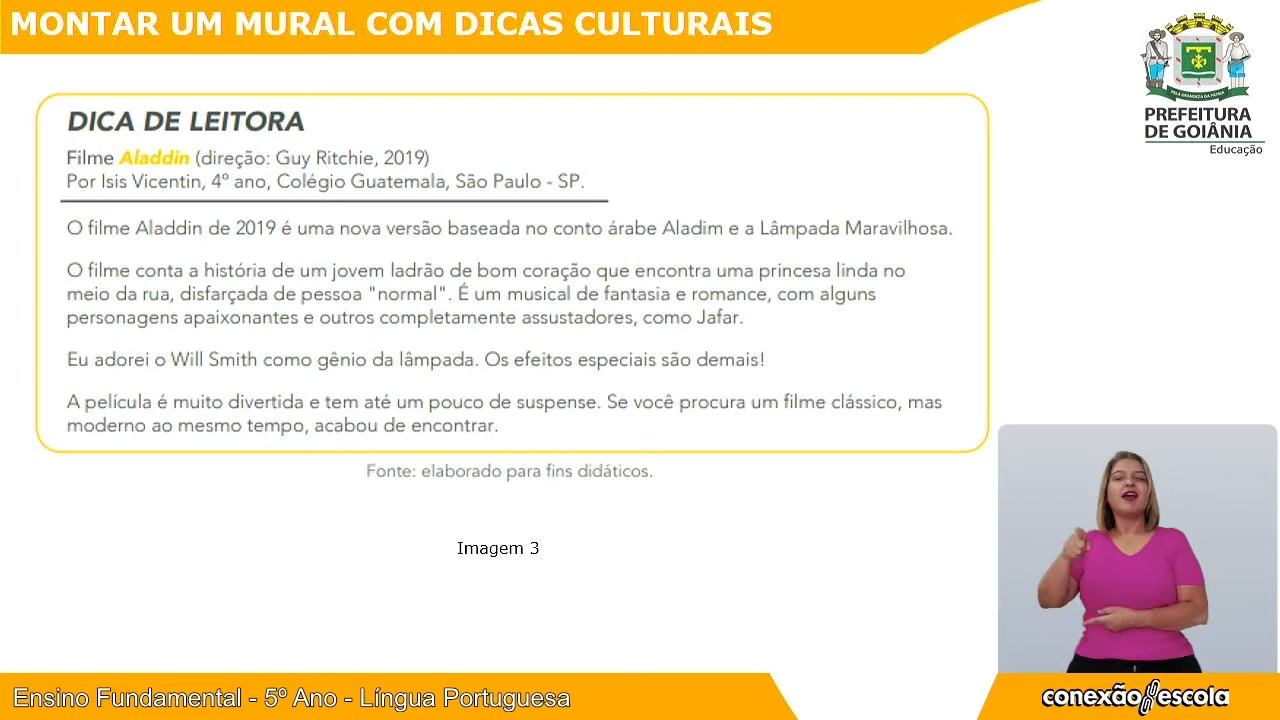 MONTAR UM MURAL COM DICAS CULTURAIS
PELA GRANDEZA DA PATRIA
PREFEITURA
DE GOIÂNIA
Educação
DICA DE LEITORA
Filme Aladdin (direção: Guy Ritchie, 2019)
Por Isis Vicentin, 4º ano, Colégio Guatemala, São Paulo - SP.
O filme Aladdin de 2019 é uma nova versão baseada no conto árabe Aladim e a Lâmpada Maravilhosa.
O filme conta a história de um jovem ladrão de bom coração que encontra uma princesa linda no
meio da rua, disfarçada de pessoa "normal". É um musical de fantasia e romance, com alguns
personagens apaixonantes e outros completamente assustadores, como Jafar.
Eu adorei o Will Smith como gênio da lâmpada. Os efeitos especiais são demais!
A película é muito divertida e tem até um pouco de suspense. Se você procura um filme clássico, mas
moderno ao mesmo tempo, acabou de encontrar.
Fonte: elaborado para fins didáticos.
Imagem 3
Ensino Fundamental - 5º Ano - Língua Portuguesa
conexão escola